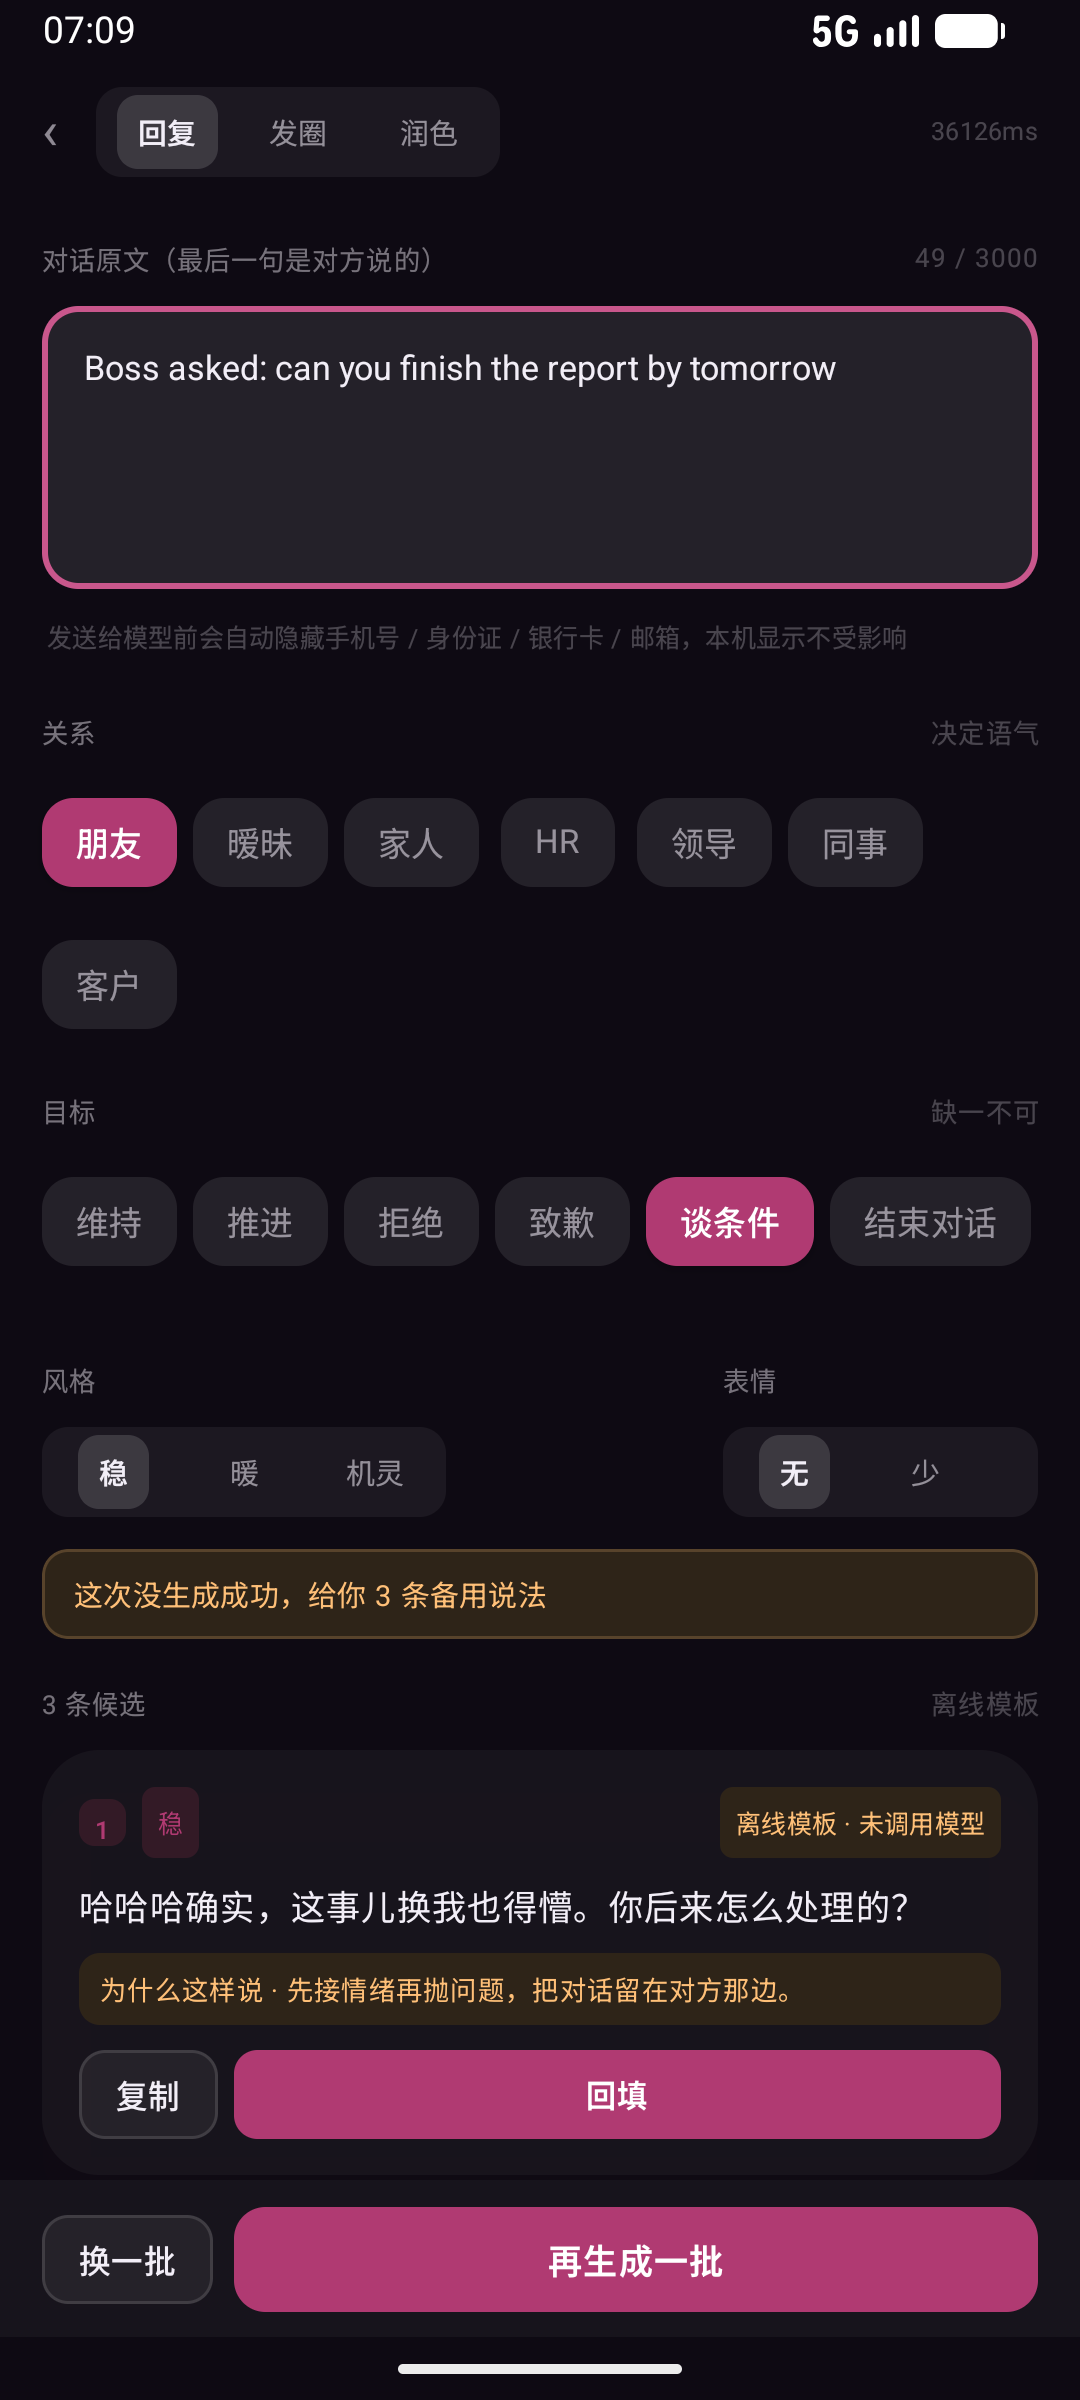 07:09 5G
‹ 回复 发圈 润色 36126ms
对话原文（最后一句是对方说的） 49 / 3000
Boss asked: can you finish the report by tomorrow
发送给模型前会自动隐藏手机号 / 身份证 / 银行卡 / 邮箱，本机显示不受影响
关系 决定语气
朋友 暧昧 家人 HR 领导 同事
客户
目标 缺一不可
维持 推进 拒绝 致歉 谈条件 结束对话
风格 表情
稳 暖 机灵 无 少
这次没生成成功，给你 3 条备用说法
3 条候选 离线模板
1 稳 离线模板 · 未调用模型
哈哈哈确实，这事儿换我也得懵。你后来怎么处理的？
为什么这样说 · 先接情绪再抛问题，把对话留在对方那边。
复制 回填
换一批 再生成一批